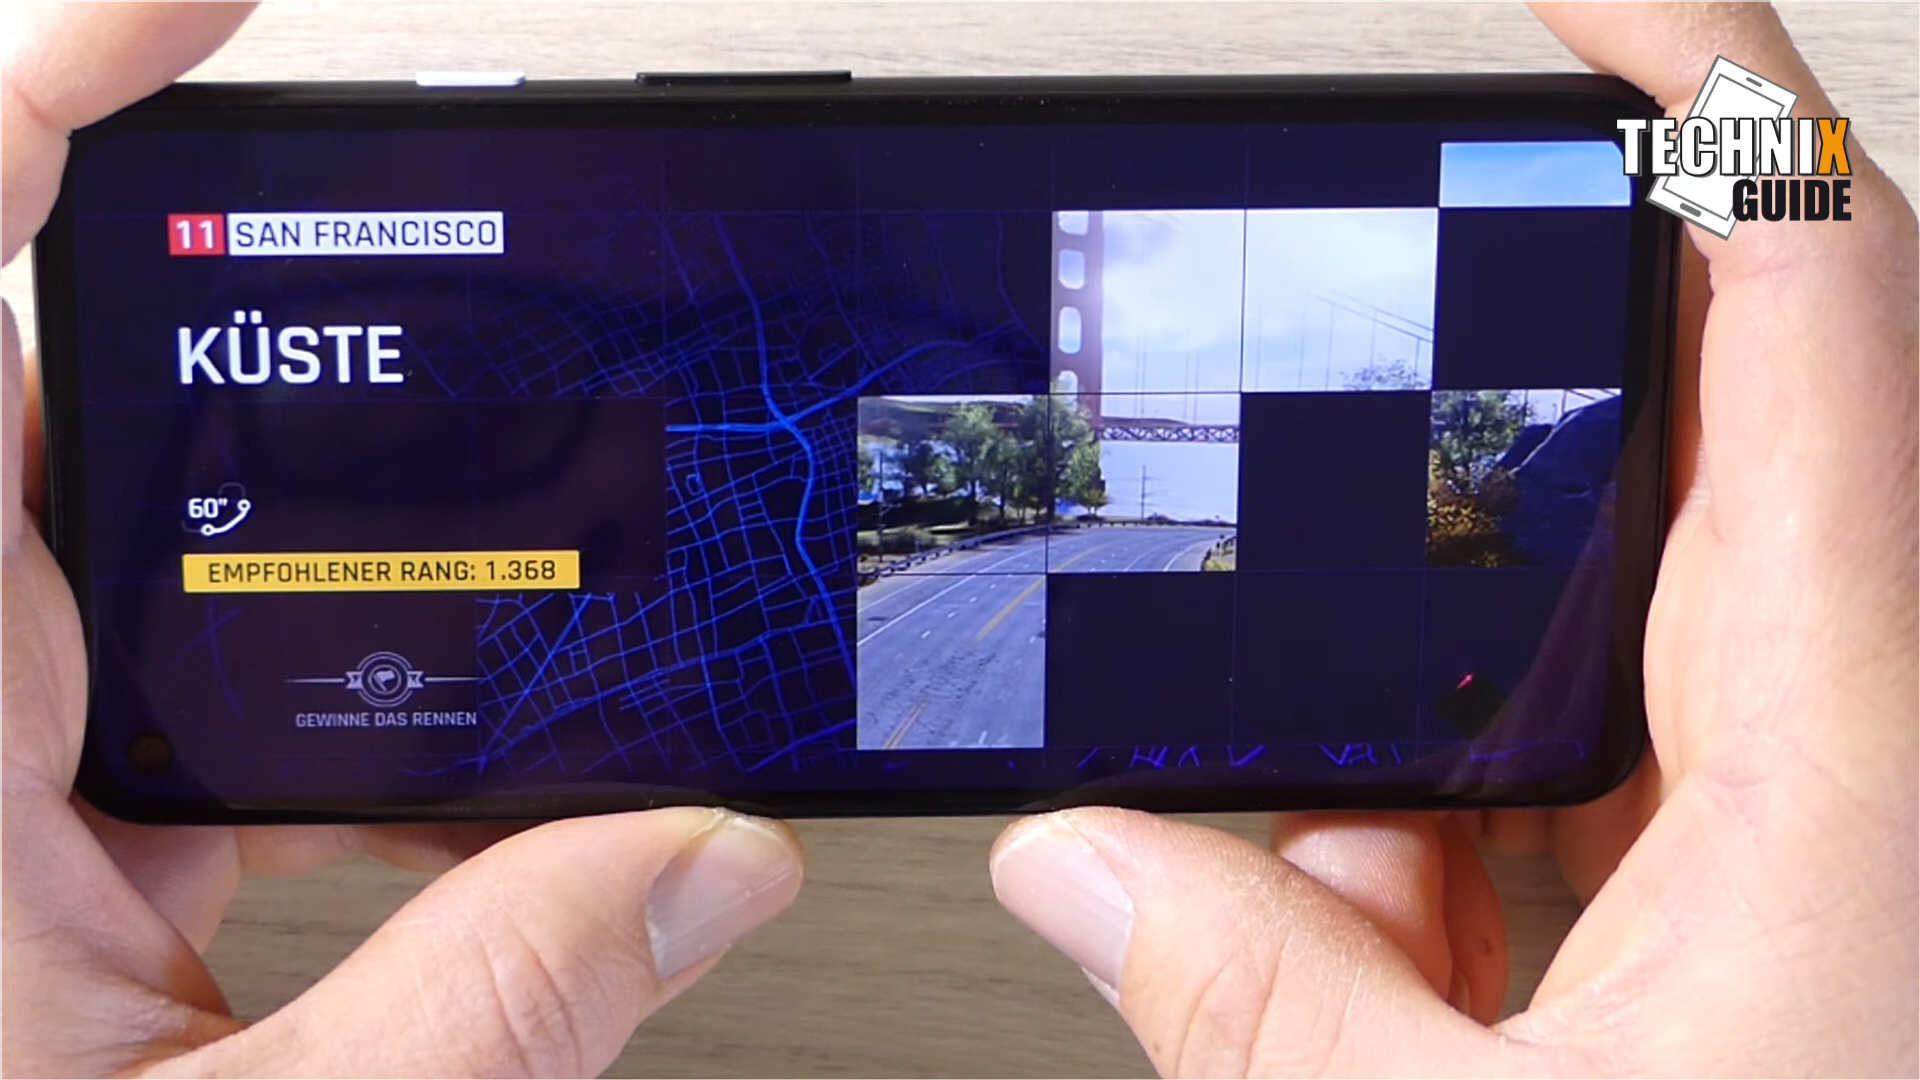 TECHNIX
GUIDE
11 SAN FRANCISCO
KÜSTE
60"
EMPFOHLENER RANG: 1.368
GEWINNE DAS RENNEN